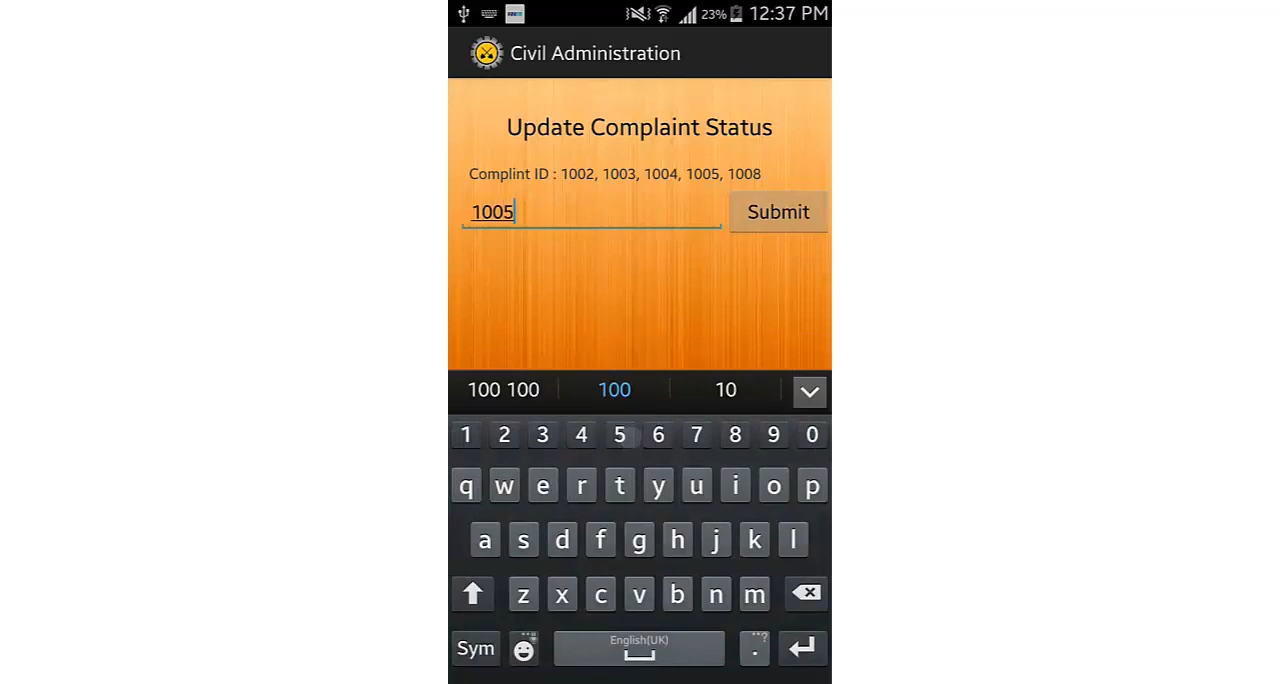 23% 12:37 PM
Civil Administration
Update Complaint Status
Complint ID : 1002, 1003, 1004, 1005, 1008
1005 Submit
100 100 100 10
1 2 3 4 5 6 7 8 9 0
q w e r t y u i o p
a s d f g h j k l
z x c v b n m
Sym English(UK) . ?